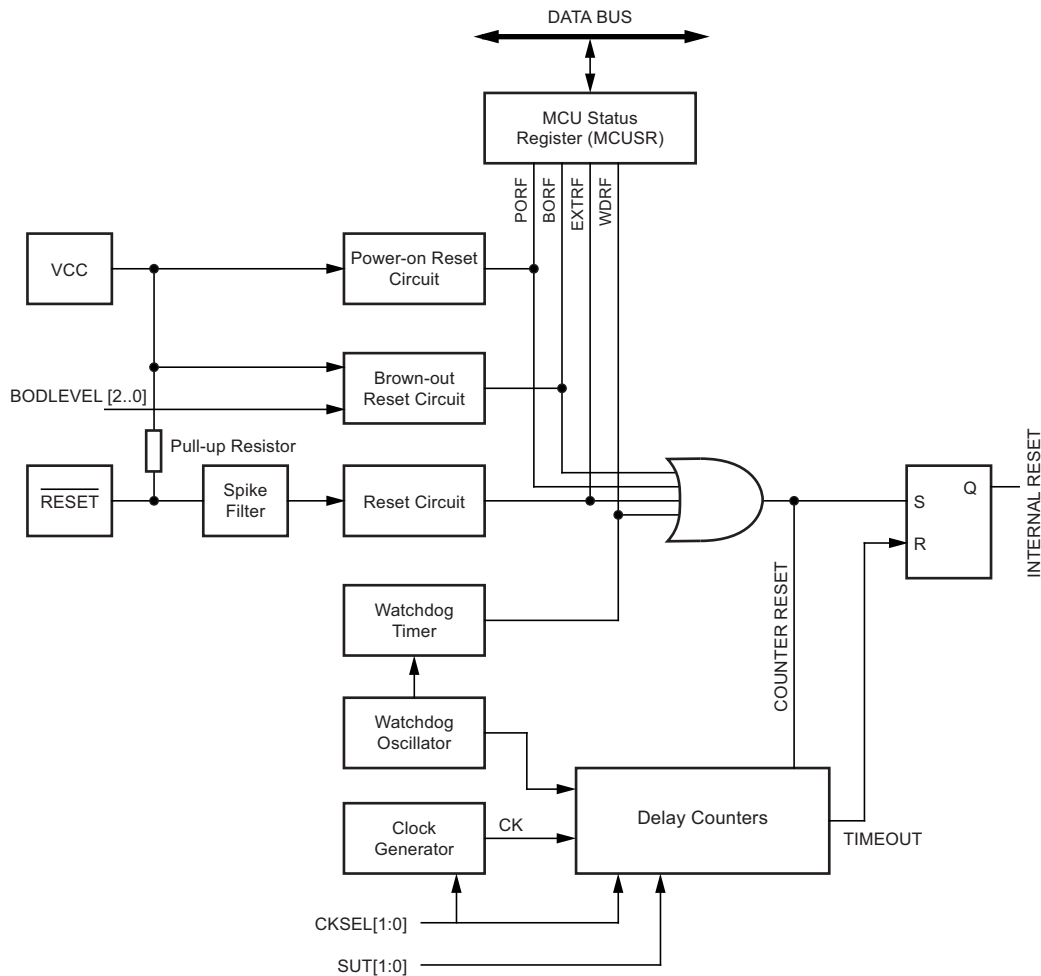 DATA BUS
MCU Status
Register (MCUSR)
PORF
BORF
EXTRF
WDRF
VCC
Power-on Reset
Circuit
Brown-out
Reset Circuit
BODLEVEL [2..0]
Pull-up Resistor
RESET
Spike
Filter
Reset Circuit
S
Q
R
INTERNAL RESET
Watchdog
Timer
COUNTER RESET
Watchdog
Oscillator
Clock
Generator
CK
Delay Counters
TIMEOUT
CKSEL[1:0]
SUT[1:0]